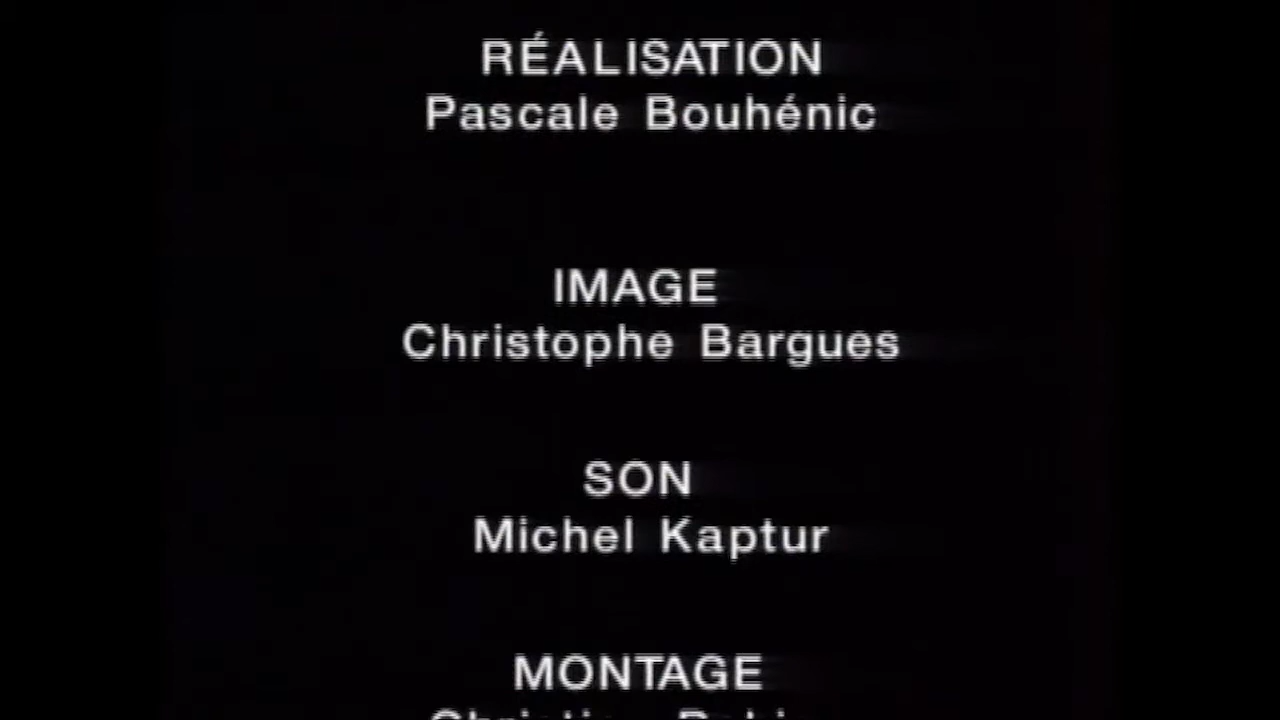 RÉALISATION
Pascale Bouhénic
IMAGE
Christophe Bargues
SON
Michel Kaptur
MONTAGE